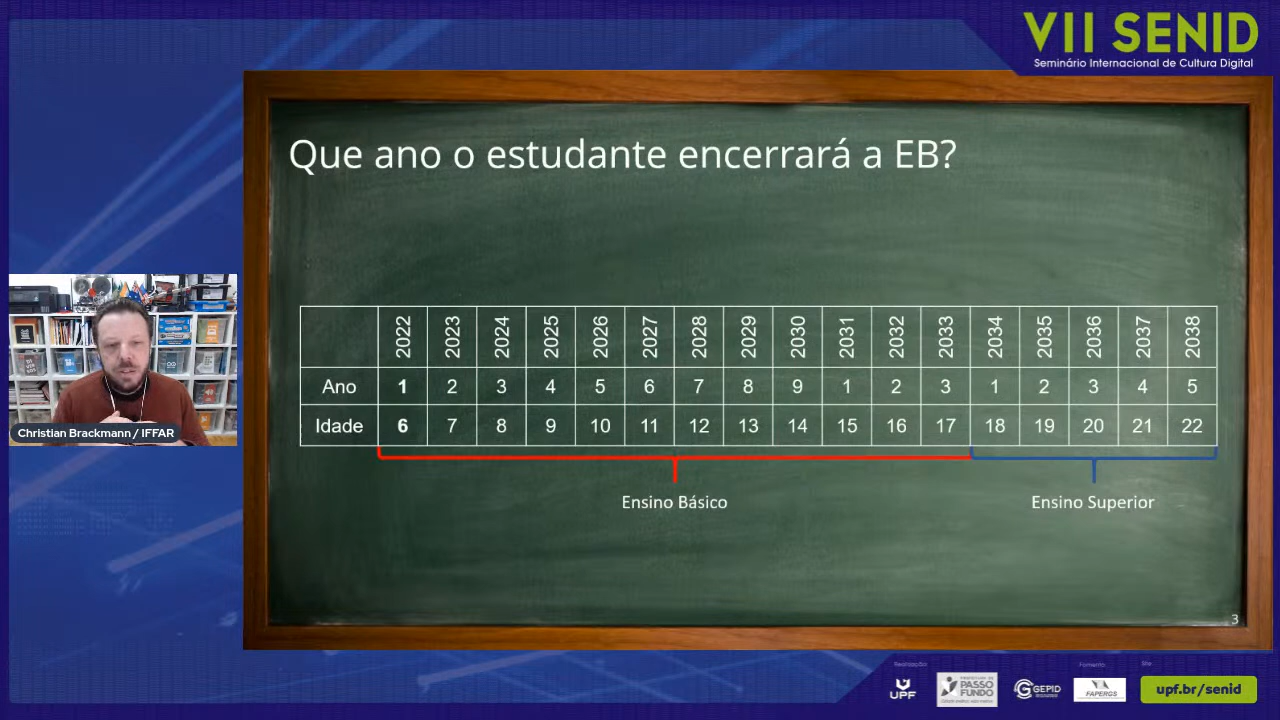 VII SENID
Seminário Internacional de Cultura Digital
Que ano o estudante encerrará a EB?
2022 2023 2024 2025 2026 2027 2028 2029 2030 2031 2032 2033 2034 2035 2036 2037 2038
Ano 1 2 3 4 5 6 7 8 9 1 2 3 1 2 3 4 5
Idade 6 7 8 9 10 11 12 13 14 15 16 17 18 19 20 21 22
Ensino Básico Ensino Superior
Christian Brackmann / IFFAR
3
Realização: Fomento: Site
UPF PASSO FUNDO GEPID FAPERGS upf.br/senid